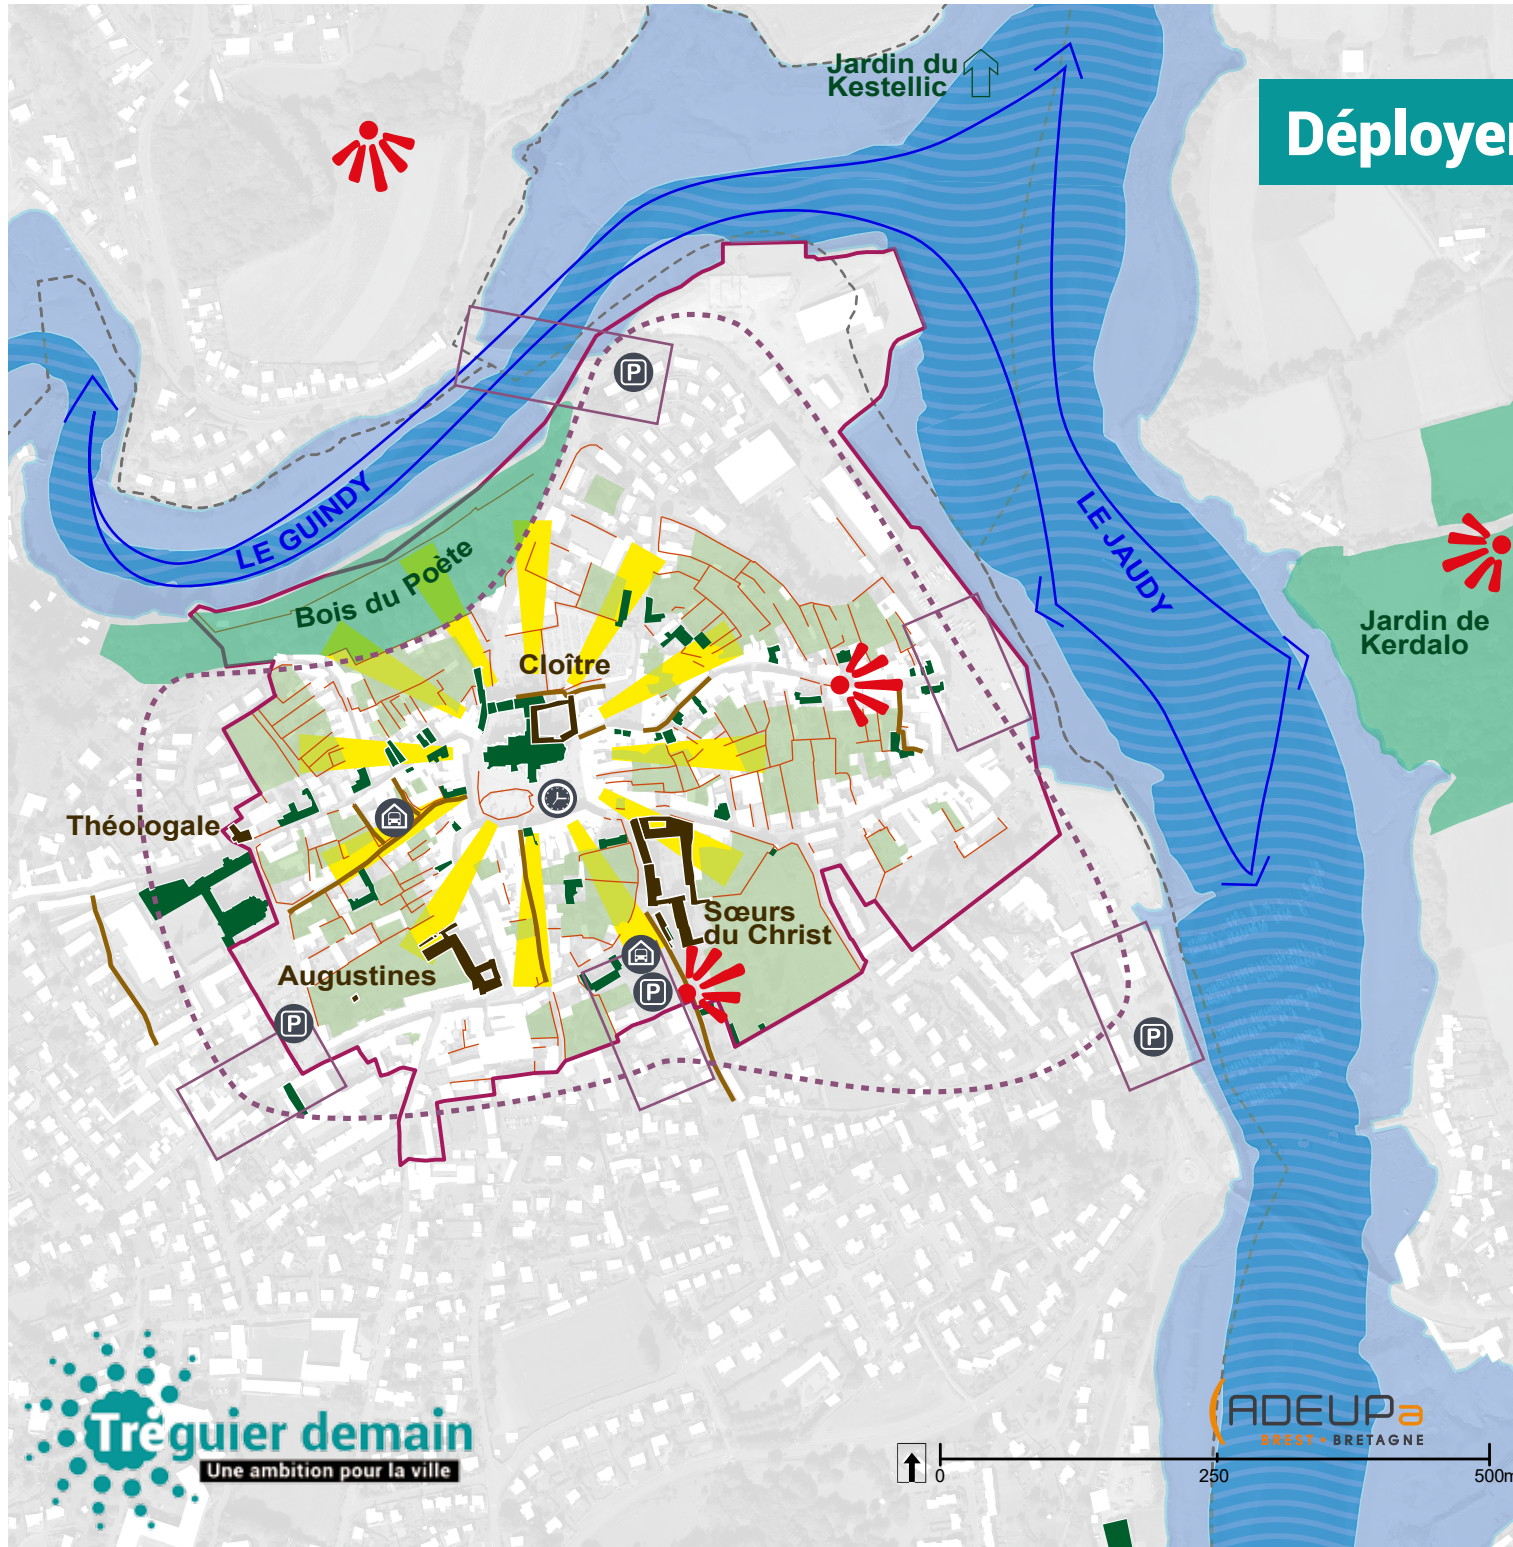 Jardin du
Kestellic
Déployer
LE GUINDY
Bois du Poète
LE JAUDY
Jardin de
Kerdalo
Cloître
Théologale
Sœurs
du Christ
Augustines
P
P
P
P
Tréguier demain
Une ambition pour la ville
ADEUPa
BREST • BRETAGNE
0
250
500m